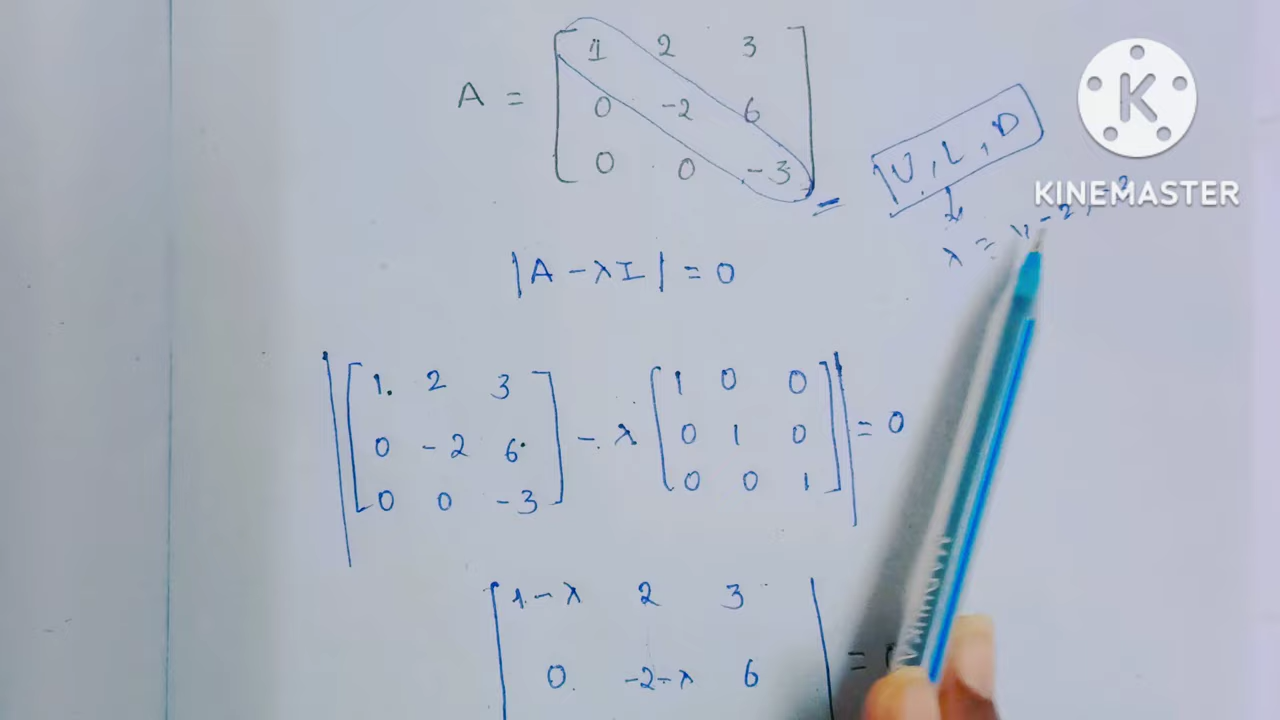 A = [ 1 2 3
0 -2 6
0 0 -3 ]
U, L, D
KINEMASTER
λ = 1, -2, -3
|A - λI| = 0
| [ 1 2 3 ] - λ [ 1 0 0 ] | = 0
0 -2 6 0 1 0
0 0 -3 0 0 1
| 1-λ 2 3 |
0 -2-λ 6 =